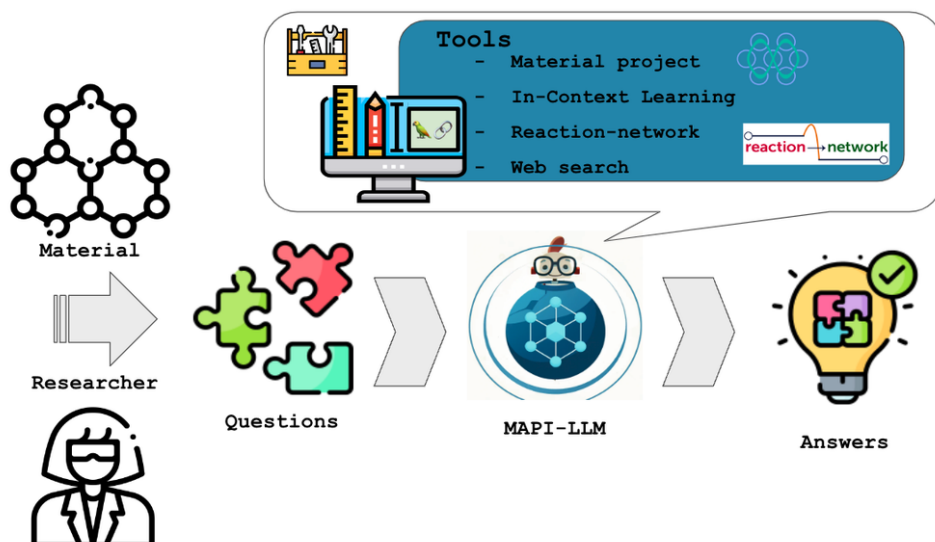 Tools
- Material project
- In-Context Learning
- Reaction-network
- Web search
reaction→network
Material
Researcher
Questions
MAPI-LLM
Answers